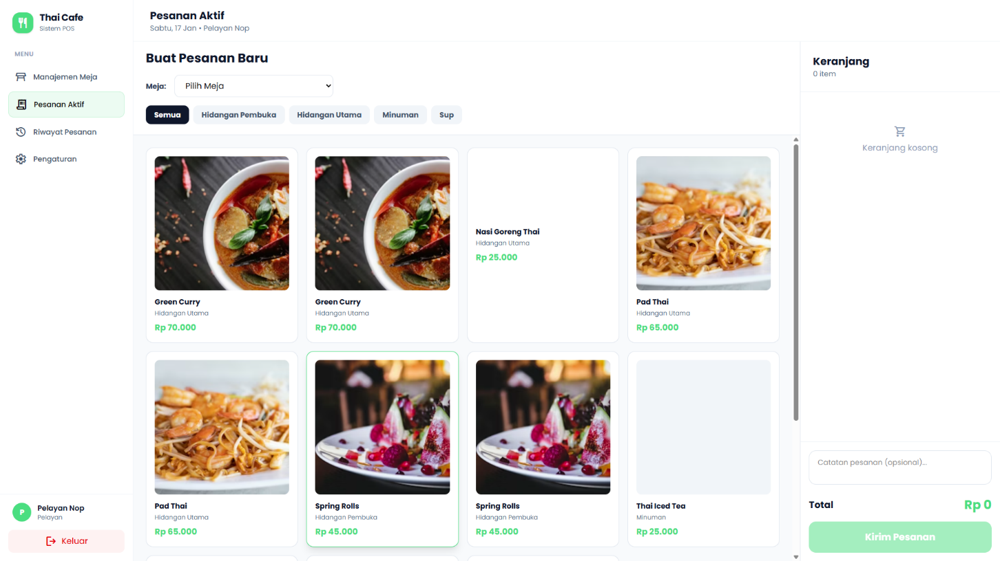 Thai Cafe
Sistem POS
MENU
Manajemen Meja
Pesanan Aktif
Riwayat Pesanan
Pengaturan
P
Pelayan Nop
Pelayan
Keluar
Pesanan Aktif
Sabtu, 17 Jan • Pelayan Nop
Buat Pesanan Baru
Meja: Pilih Meja
Semua Hidangan Pembuka Hidangan Utama Minuman Sup
Green Curry
Hidangan Utama
Rp 70.000
Green Curry
Hidangan Utama
Rp 70.000
Nasi Goreng Thai
Hidangan Utama
Rp 25.000
Pad Thai
Hidangan Utama
Rp 65.000
Pad Thai
Hidangan Utama
Rp 65.000
Spring Rolls
Hidangan Pembuka
Rp 45.000
Spring Rolls
Hidangan Pembuka
Rp 45.000
Thai Iced Tea
Minuman
Rp 25.000
Keranjang
0 item
Keranjang kosong
Catatan pesanan (opsional)...
Total Rp 0
Kirim Pesanan